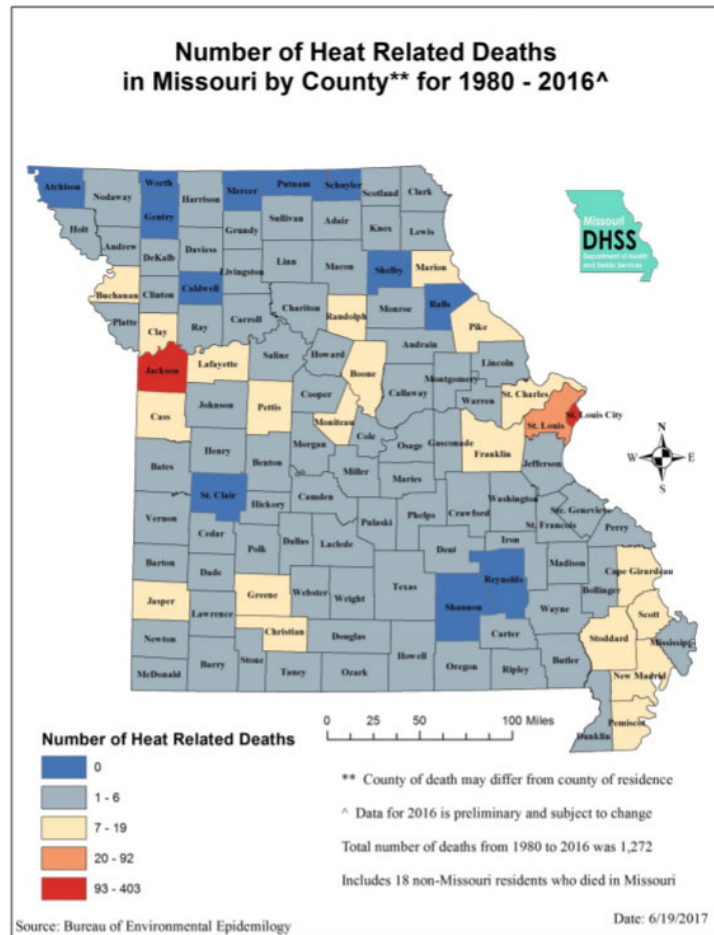 Number of Heat Related Deaths
in Missouri by County** for 1980 - 2016^
Atchison
Nodaway
Worth
Gentry
Harrison
Mercer
Putnam
Schuyler
Scotland
Clark
Holt
Andrew
DeKalb
Daviess
Grundy
Sullivan
Adair
Knox
Lewis
Buchanan
Clinton
Caldwell
Livingston
Linn
Macon
Shelby
Marion
Platte
Clay
Ray
Carroll
Chariton
Randolph
Monroe
Ralls
Pike
Jackson
Lafayette
Saline
Howard
Boone
Audrain
Callaway
Montgomery
Lincoln
Warren
St. Charles
St. Louis
St. Louis City
Cass
Johnson
Pettis
Cooper
Moniteau
Cole
Osage
Gasconade
Franklin
Jefferson
Bates
Henry
Benton
Morgan
Miller
Maries
St. Clair
Hickory
Camden
Pulaski
Phelps
Crawford
Washington
St. Francois
Ste. Genevieve
Perry
Vernon
Cedar
Polk
Dallas
Laclede
Dent
Iron
Madison
Cape Girardeau
Bollinger
Barton
Dade
Texas
Reynolds
Shannon
Wayne
Scott
Mississippi
Stoddard
Jasper
Lawrence
Greene
Webster
Wright
Christian
Douglas
Carter
Newton
McDonald
Barry
Stone
Taney
Ozark
Howell
Oregon
Ripley
Butler
New Madrid
Pemiscot
Dunklin
Missouri
DHSS
Department of Health
and Senior Services
N
W
E
S
0 25 50 100 Miles
Number of Heat Related Deaths
0
1 - 6
7 - 19
20 - 92
93 - 403
** County of death may differ from county of residence
^ Data for 2016 is preliminary and subject to change
Total number of deaths from 1980 to 2016 was 1,272
Includes 18 non-Missouri residents who died in Missouri
Source: Bureau of Environmental Epidemilogy
Date: 6/19/2017